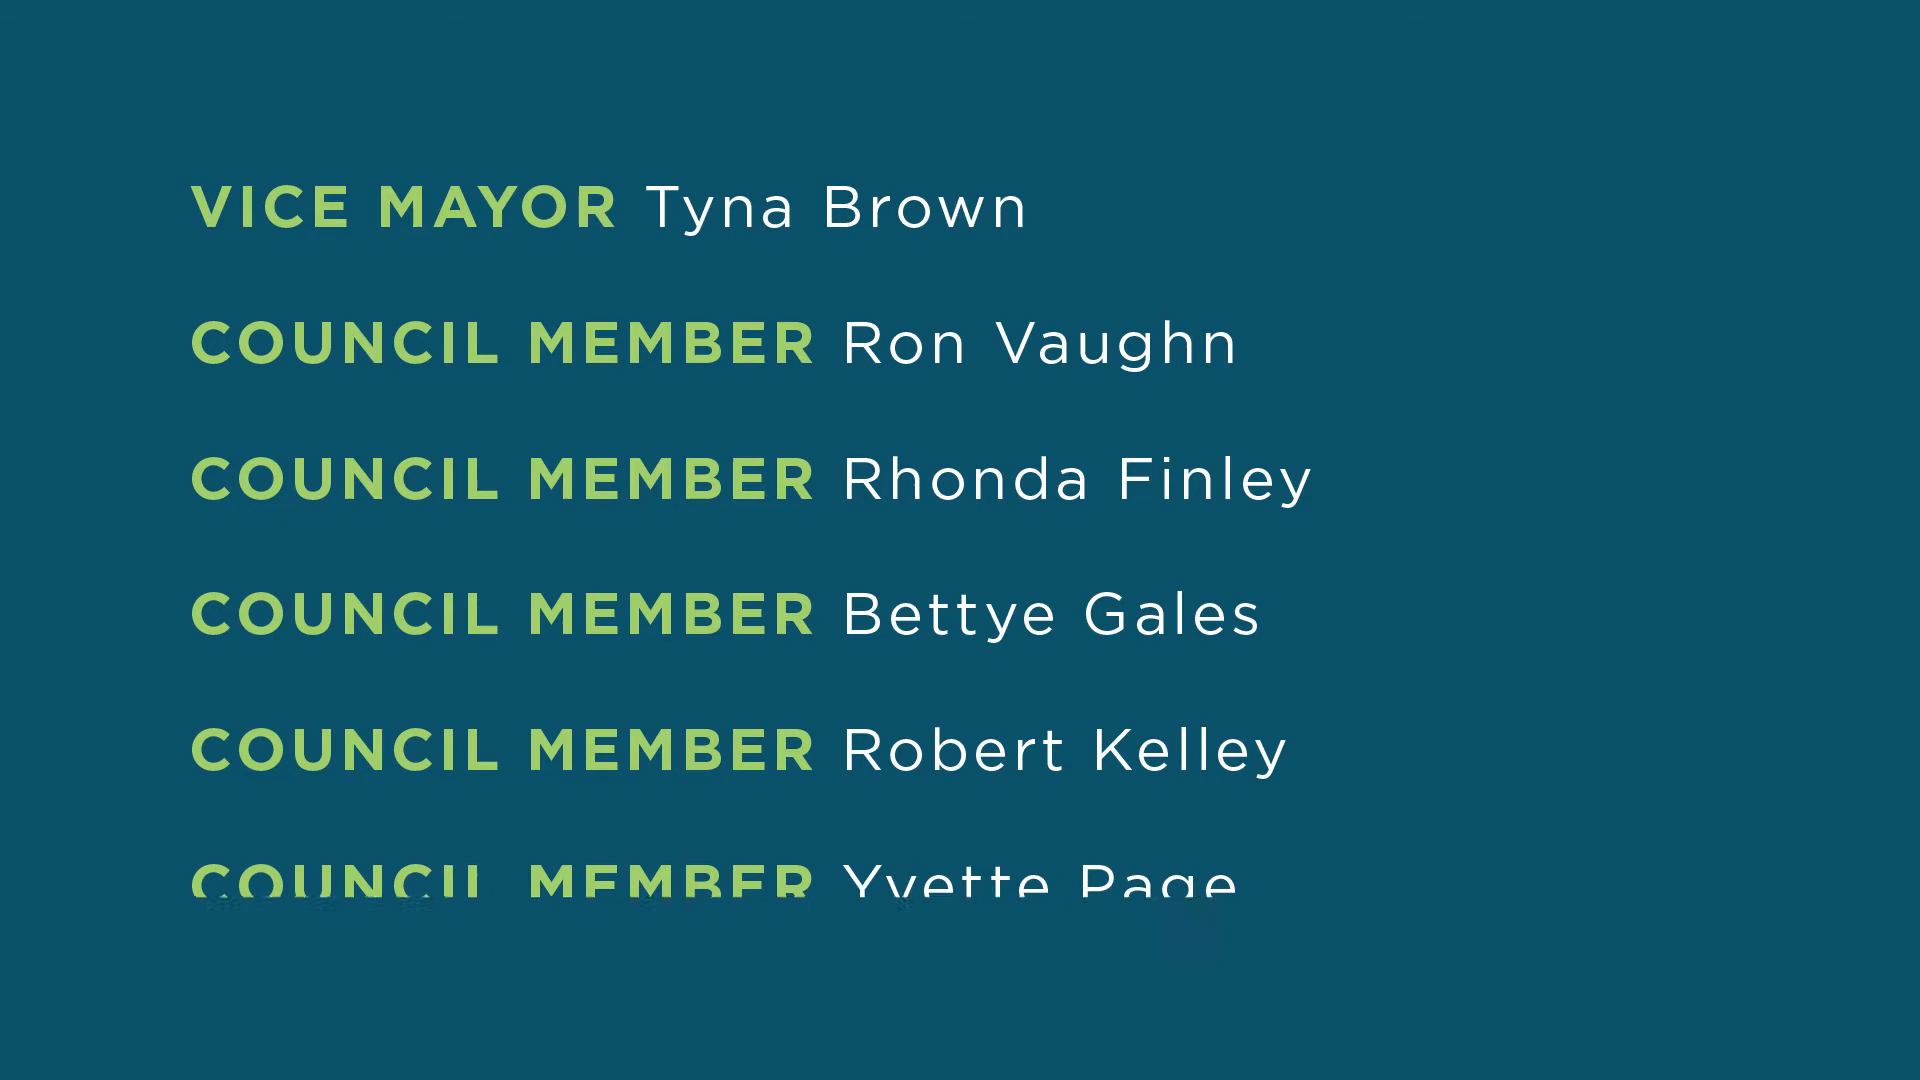 VICE MAYOR Tyna Brown
COUNCIL MEMBER Ron Vaughn
COUNCIL MEMBER Rhonda Finley
COUNCIL MEMBER Bettye Gales
COUNCIL MEMBER Robert Kelley
COUNCIL MEMBER Yvette Page